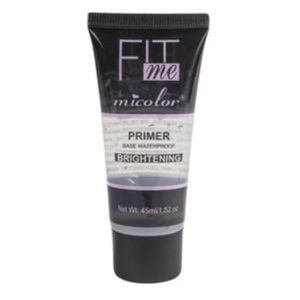 FIT
me
micolor
PRIMER
BASE WATERPROOF
BRIGHTENING
Net Wt: 45ml/1.52 oz